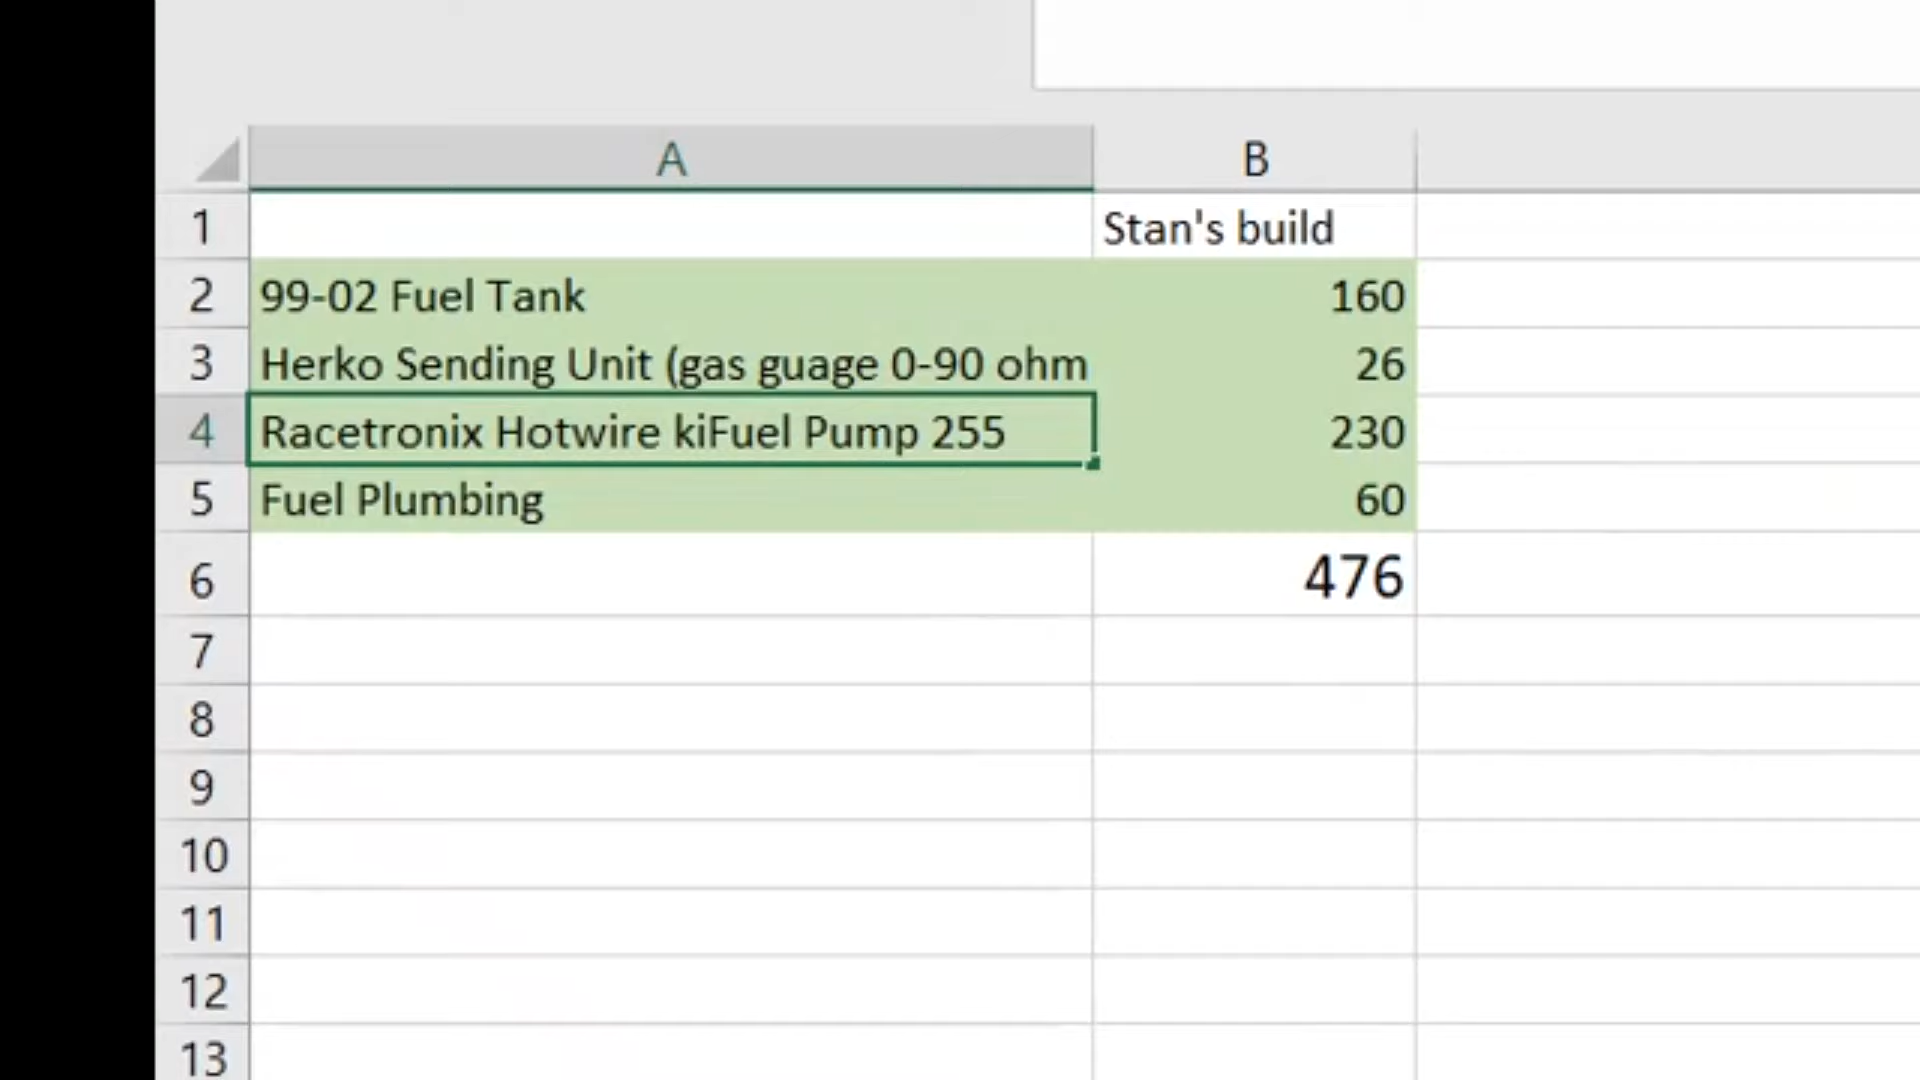 A B
1 Stan's build
2 99-02 Fuel Tank 160
3 Herko Sending Unit (gas guage 0-90 ohm 26
4 Racetronix Hotwire kiFuel Pump 255 230
5 Fuel Plumbing 60
6 476
7
8
9
10
11
12
13